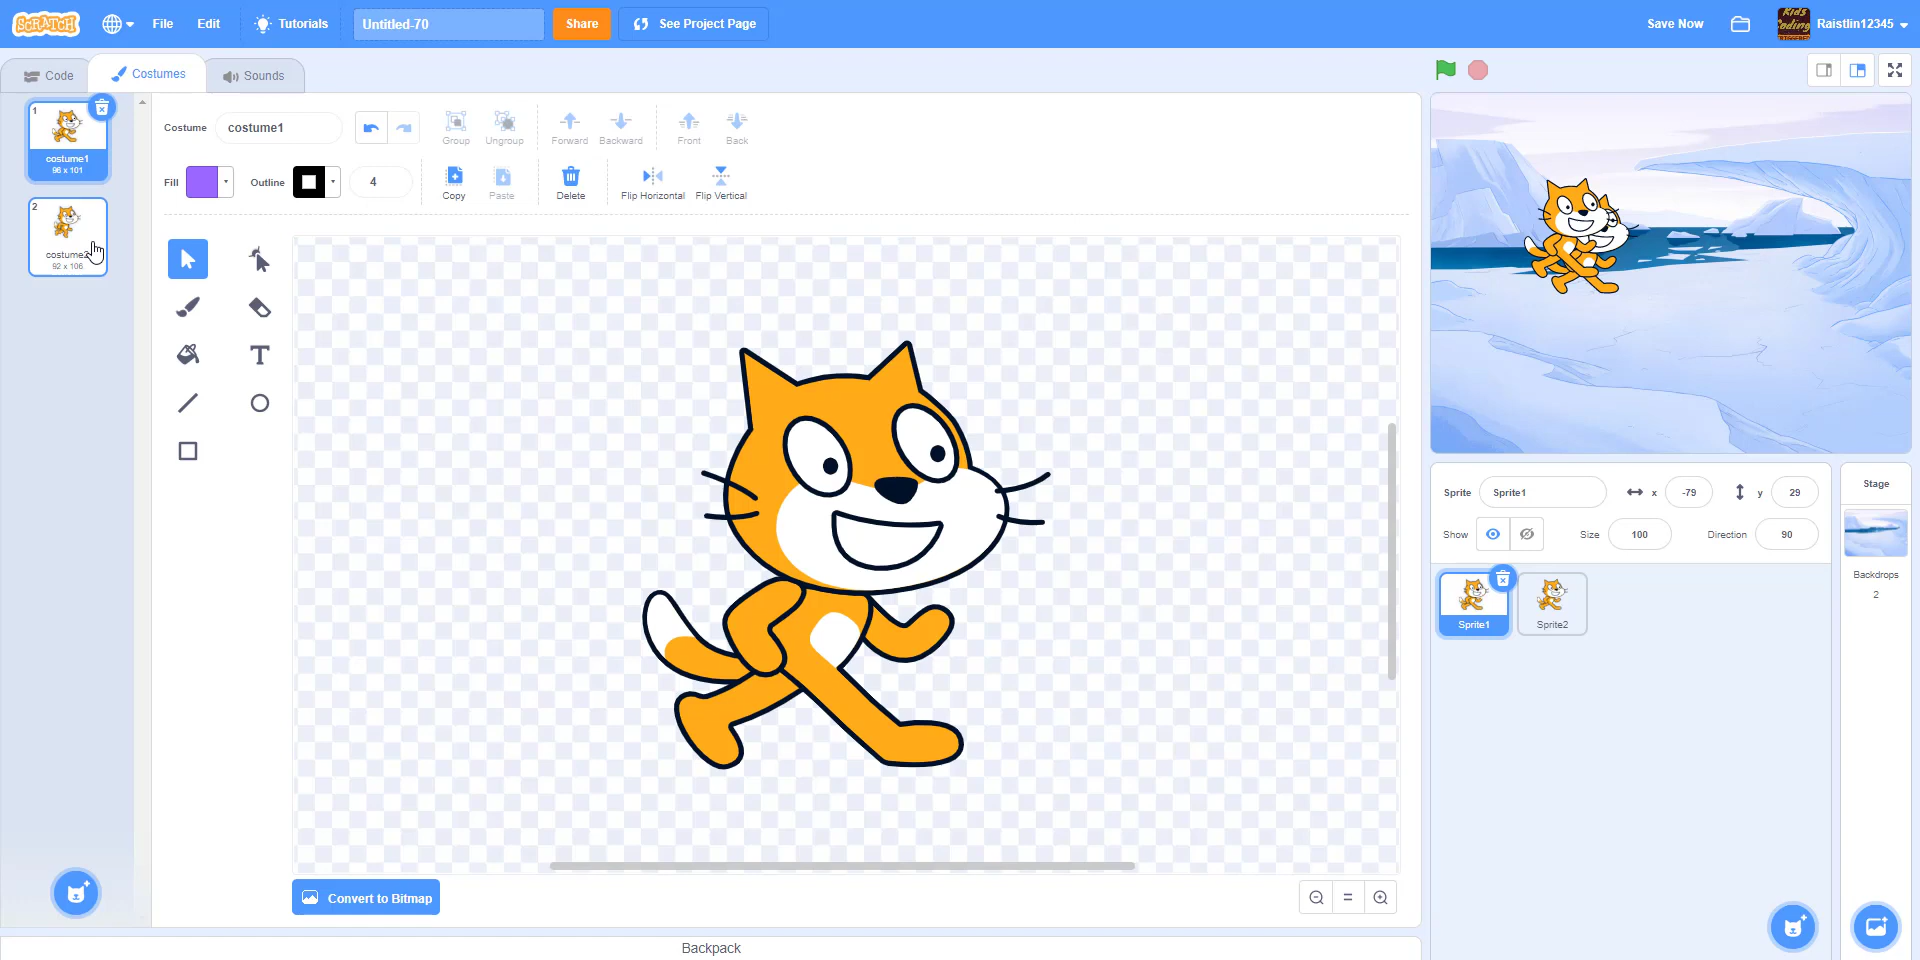 SCRATCH File Edit Tutorials Untitled-70 Share See Project Page Save Now Raistlin12345
Code Costumes Sounds
1
costume1
96 x 101
2
costume2
92 x 106
Costume costume1 Group Ungroup Forward Backward Front Back
Fill Outline 4 Copy Paste Delete Flip Horizontal Flip Vertical
T
Convert to Bitmap
Backpack
Sprite Sprite1 x -79 y 29
Show Size 100 Direction 90
Sprite1 Sprite2
Stage
Backdrops
2